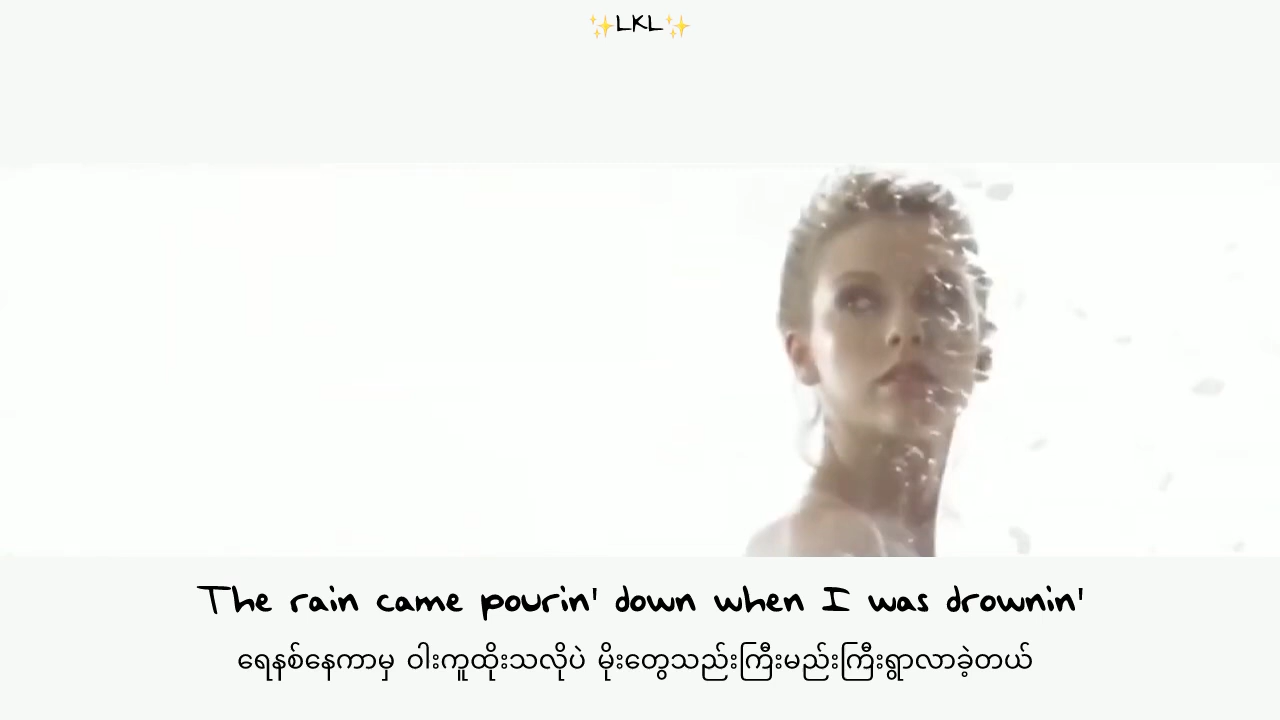 ✨LKL✨
The rain came pourin' down when I was drownin'
ရေနစ်နေကာမှ ဝါးကူထိုးသလိုပဲ မိုးတွေသည်းကြီးမည်းကြီးရွာလာခဲ့တယ်